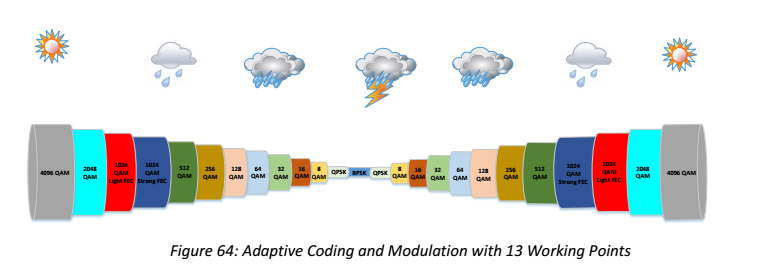 4096 QAM
2048
QAM
1024
QAM
Light FEC
1024
QAM
Strong FEC
512
QAM
256
QAM
128
QAM
64
QAM
32
QAM
16
QAM
8
QAM
QPSK
BPSK
QPSK
8
QAM
16
QAM
32
QAM
64
QAM
128
QAM
256
QAM
512
QAM
1024
QAM
Strong FEC
1024
QAM
Light FEC
2048
QAM
4096 QAM
Figure 64: Adaptive Coding and Modulation with 13 Working Points